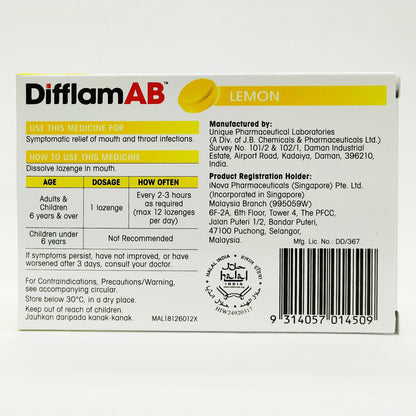 DifflamAB™
LEMON
USE THIS MEDICINE FOR
Symptomatic relief of mouth and throat infections.
HOW TO USE THIS MEDICINE
Dissolve lozenge in mouth.
AGE DOSAGE HOW OFTEN
Adults &
Children
6 years & over
1 lozenge
Every 2-3 hours
as required
(max 12 lozenges
per day)
Children under
6 years
Not Recommended
If symptoms persist, have not improved, or have
worsened after 3 days, consult your doctor.
For Contraindications, Precautions/Warning,
see accompanying circular.
Store below 30°C, in a dry place.
Keep out of reach of children.
Jauhkan daripada kanak-kanak.
MAL18126012X
Manufactured by:
Unique Pharmaceutical Laboratories
(A Div. of J.B. Chemicals & Pharmaceuticals Ltd.)
Survey No. 101/2 & 102/1, Daman Industrial
Estate, Airport Road, Kadaiya, Daman, 396210,
India.
Product Registration Holder:
iNova Pharmaceuticals (Singapore) Pte. Ltd.
(Incorporated in Singapore)
Malaysia Branch (995059W)
6F-2A, 6th Floor, Tower 4, The PFCC,
Jalan Puteri 1/2, Bandar Puteri,
47100 Puchong, Selangor,
Malaysia.
Mfg. Lic. No.: DD/367
HALAL INDIA
حلال
halal
INDIA
9 314057 014509